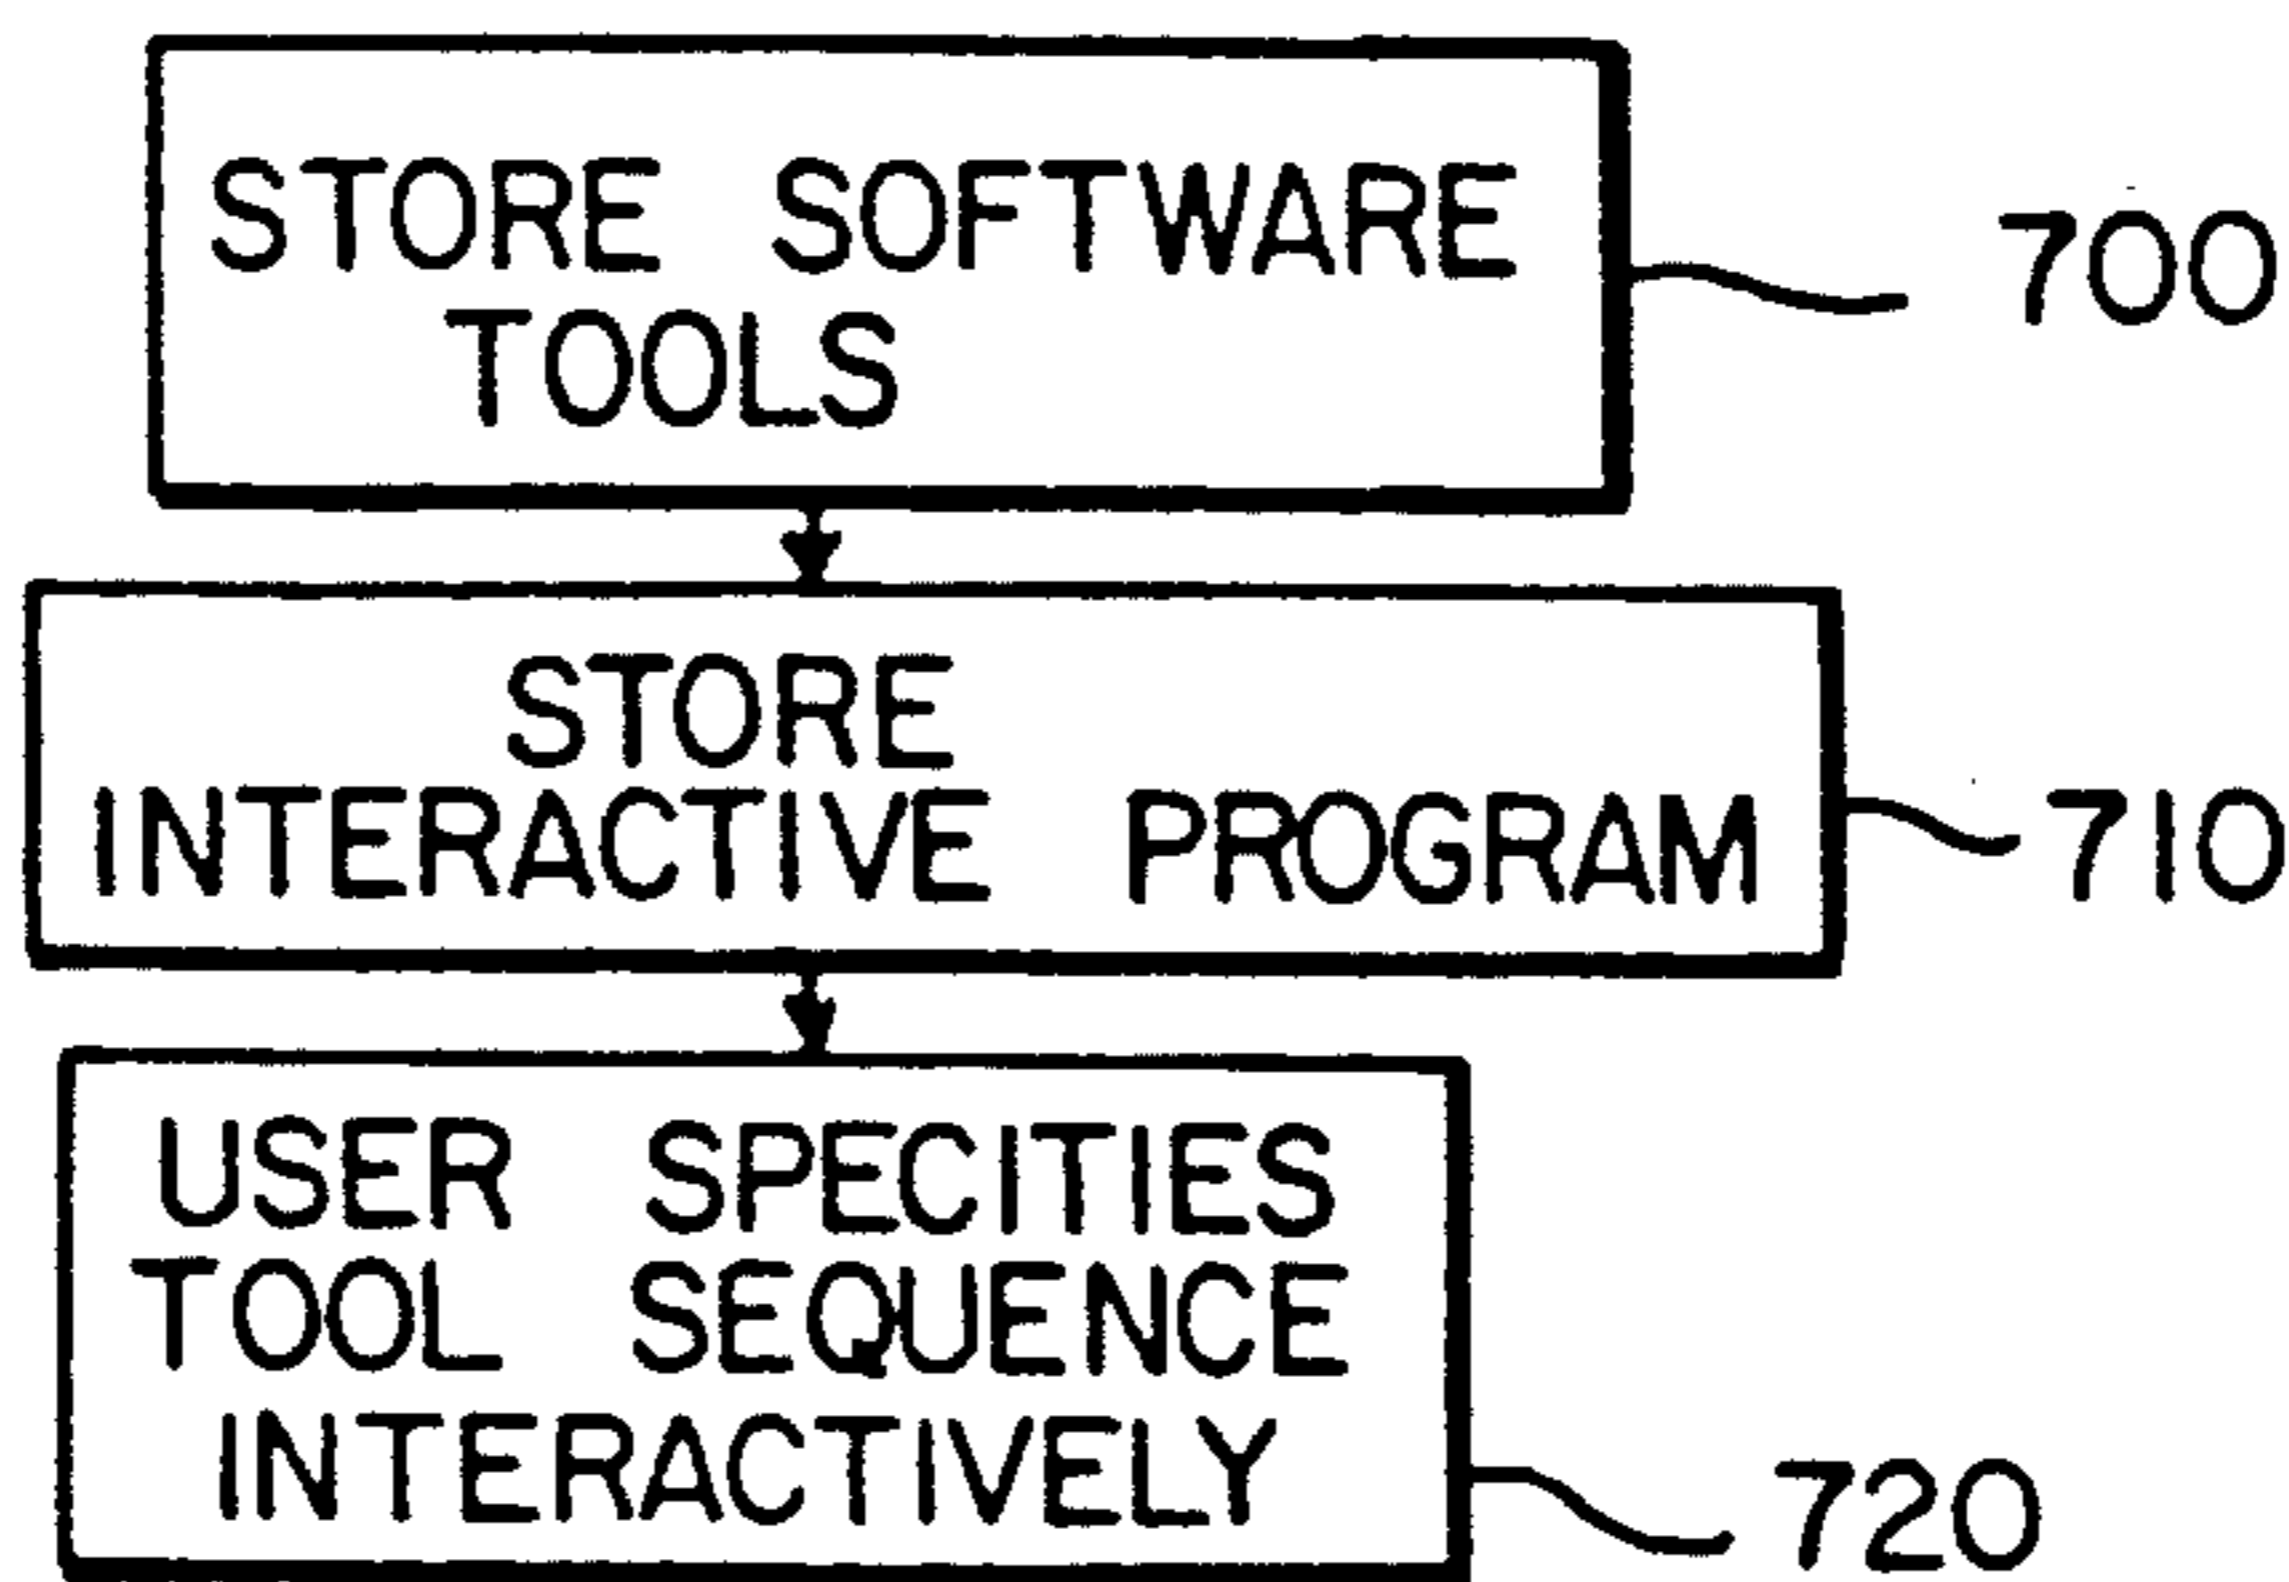 STORE SOFTWARE
TOOLS
700
STORE
INTERACTIVE PROGRAM
710
USER SPECITIES
TOOL SEQUENCE
INTERACTIVELY
720